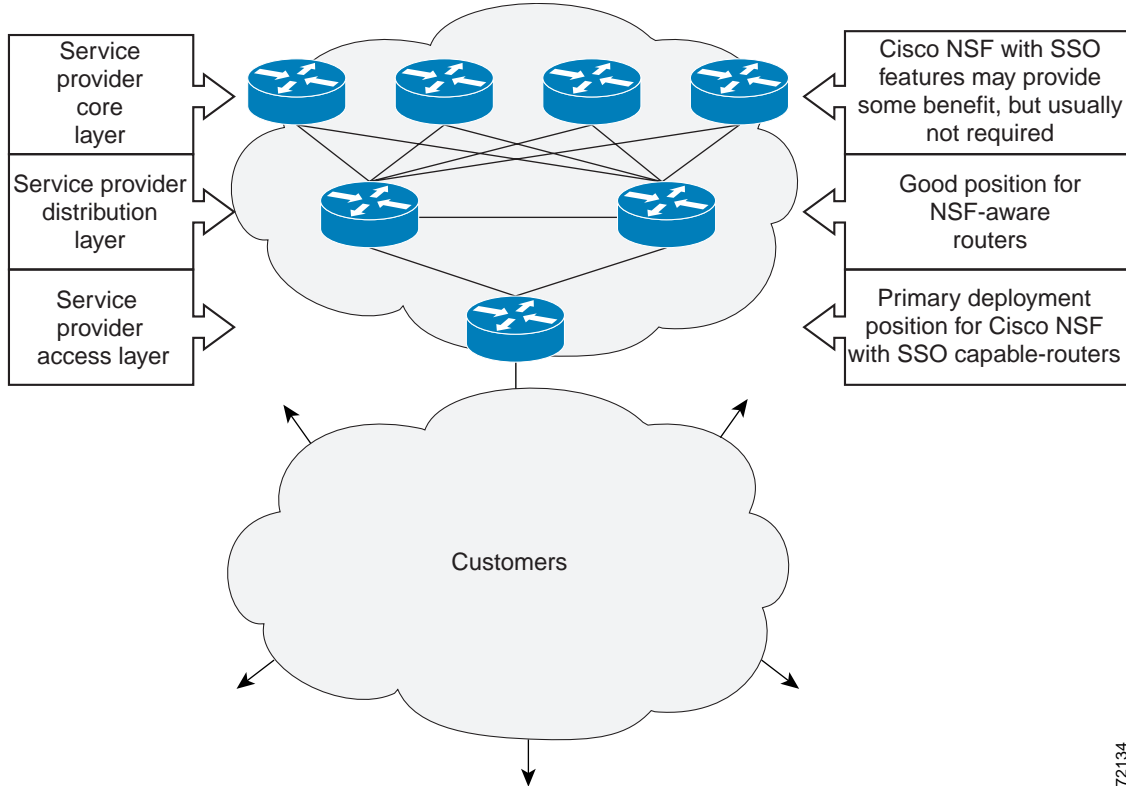 Service
provider
core
layer
Cisco NSF with SSO
features may provide
some benefit, but usually
not required
Service provider
distribution
layer
Good position for
NSF-aware
routers
Service
provider
access layer
Primary deployment
position for Cisco NSF
with SSO capable-routers
Customers
72134